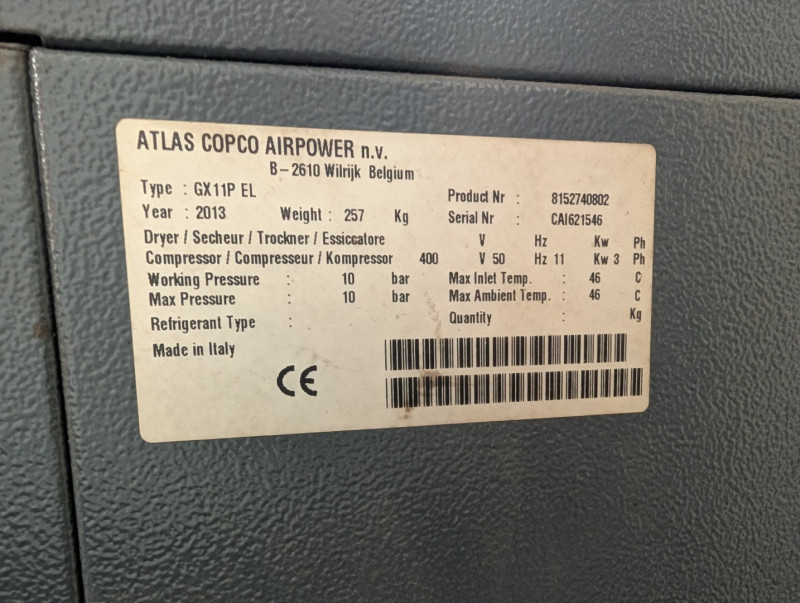 ATLAS COPCO AIRPOWER n.v.
B-2610 Wilrijk Belgium
Type : GX11P EL Product Nr : 8152740802
Year : 2013 Weight : 257 Kg Serial Nr CAI621546
Dryer / Secheur / Trockner / Essiccatore V Hz Kw Ph
Compressor / Compresseur / Kompressor 400 V 50 Hz 11 Kw 3 Ph
Working Pressure : 10 bar Max Inlet Temp. : 46 C
Max Pressure : 10 bar Max Ambient Temp. : 46 C
Refrigerant Type : Quantity : Kg
Made in Italy
CE